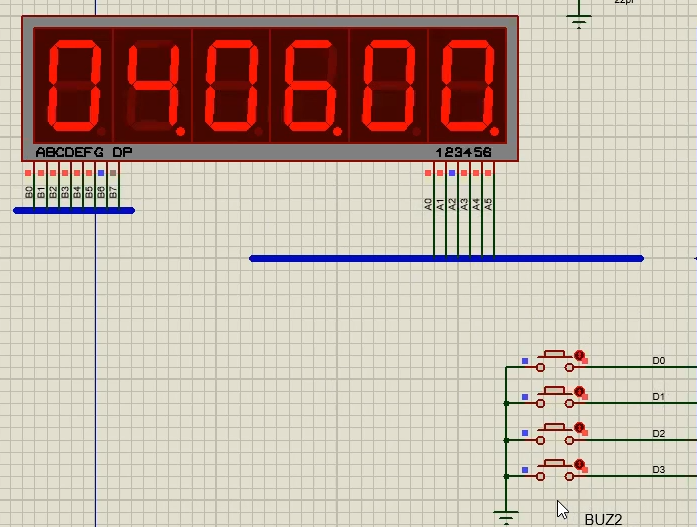 22pF
04.06.00.
ABCDEFG DP
123456
B0
B1
B2
B3
B4
B5
B6
B7
A0
A1
A2
A3
A4
A5
D0
D1
D2
D3
BUZ2